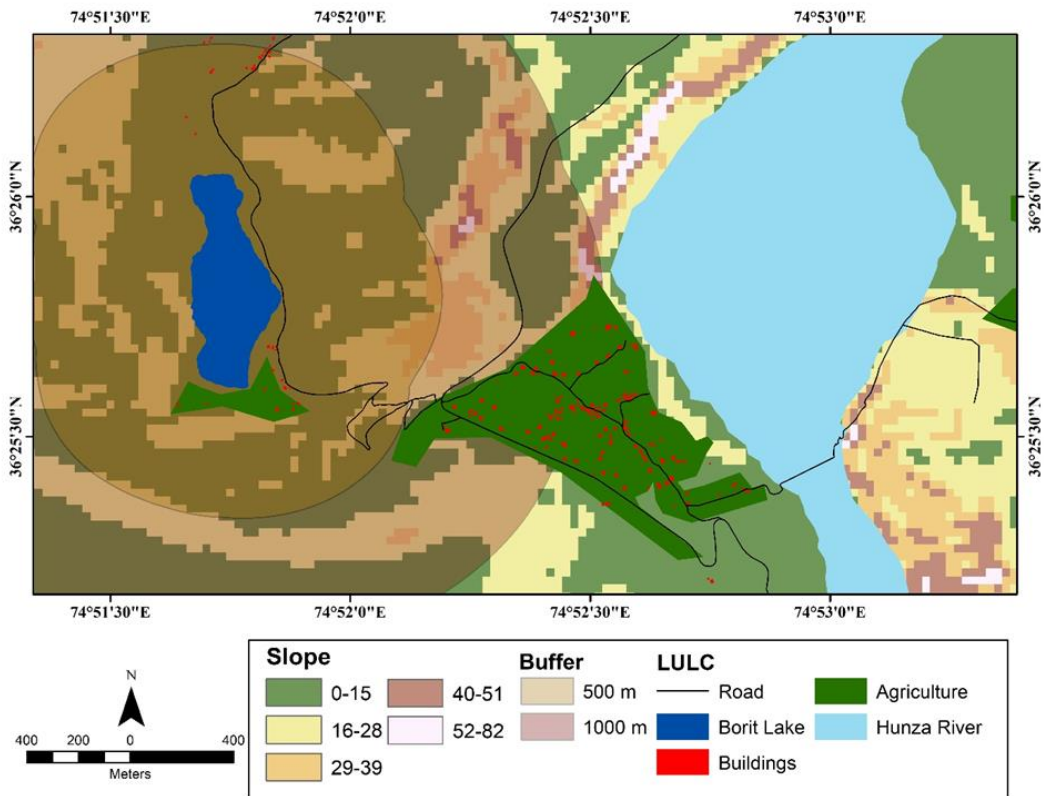 74°51'30"E 74°52'0"E 74°52'30"E 74°53'0"E
36°26'0"N 36°26'0"N
36°25'30"N 36°25'30"N
74°51'30"E 74°52'0"E 74°52'30"E 74°53'0"E
N
400 200 0 400
Meters
Slope
0-15
16-28
29-39
40-51
52-82
Buffer
500 m
1000 m
LULC
Road
Borit Lake
Buildings
Agriculture
Hunza River